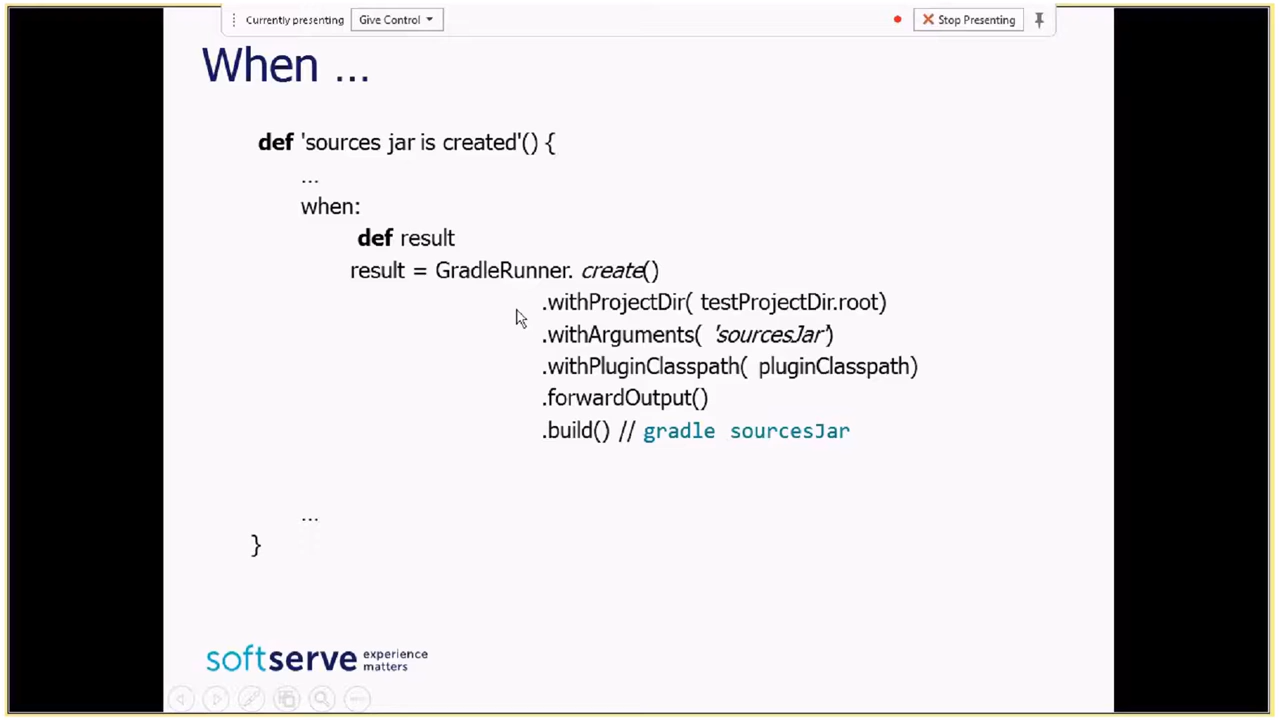 Currently presenting Give Control Stop Presenting
When ...
def 'sources jar is created'() {
...
when:
def result
result = GradleRunner. create()
.withProjectDir( testProjectDir.root)
.withArguments( 'sourcesJar')
.withPluginClasspath( pluginClasspath)
.forwardOutput()
.build() // gradle sourcesJar
...
}
softserve experience
matters